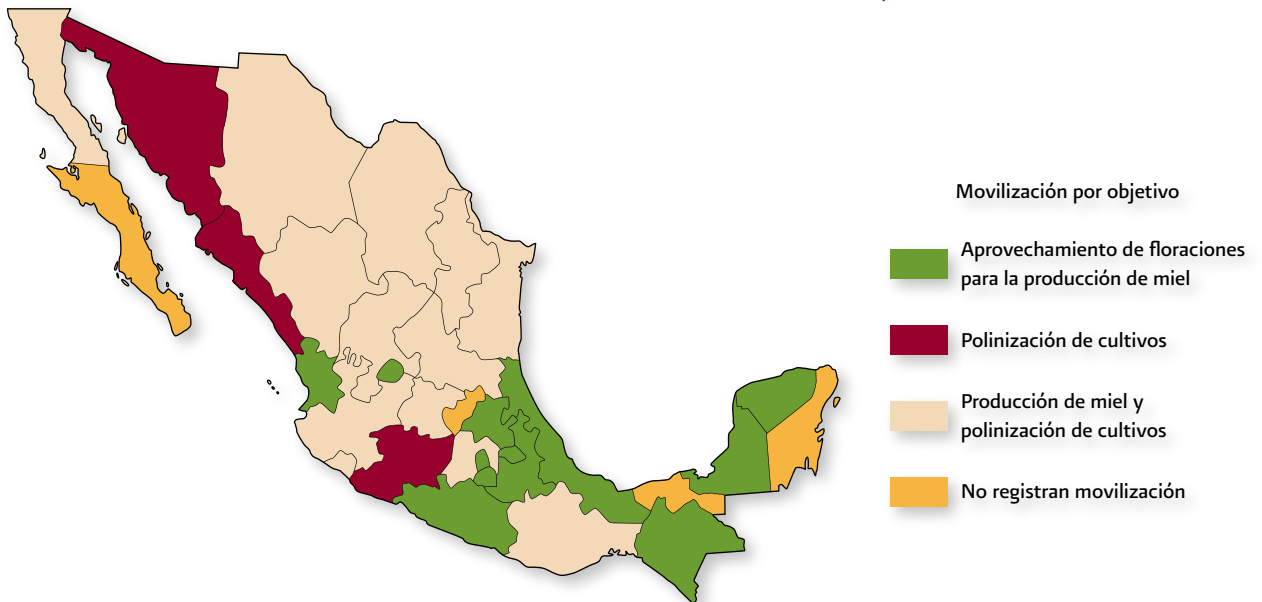 Movilización por objetivo
Aprovechamiento de floraciones
para la producción de miel
Polinización de cultivos
Producción de miel y
polinización de cultivos
No registran movilización